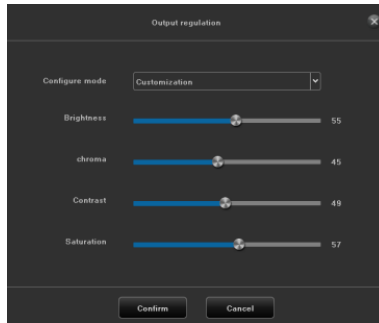 Output regulation
Configure mode Customization
Brightness 55
chroma 45
Contrast 49
Saturation 57
Confirm Cancel